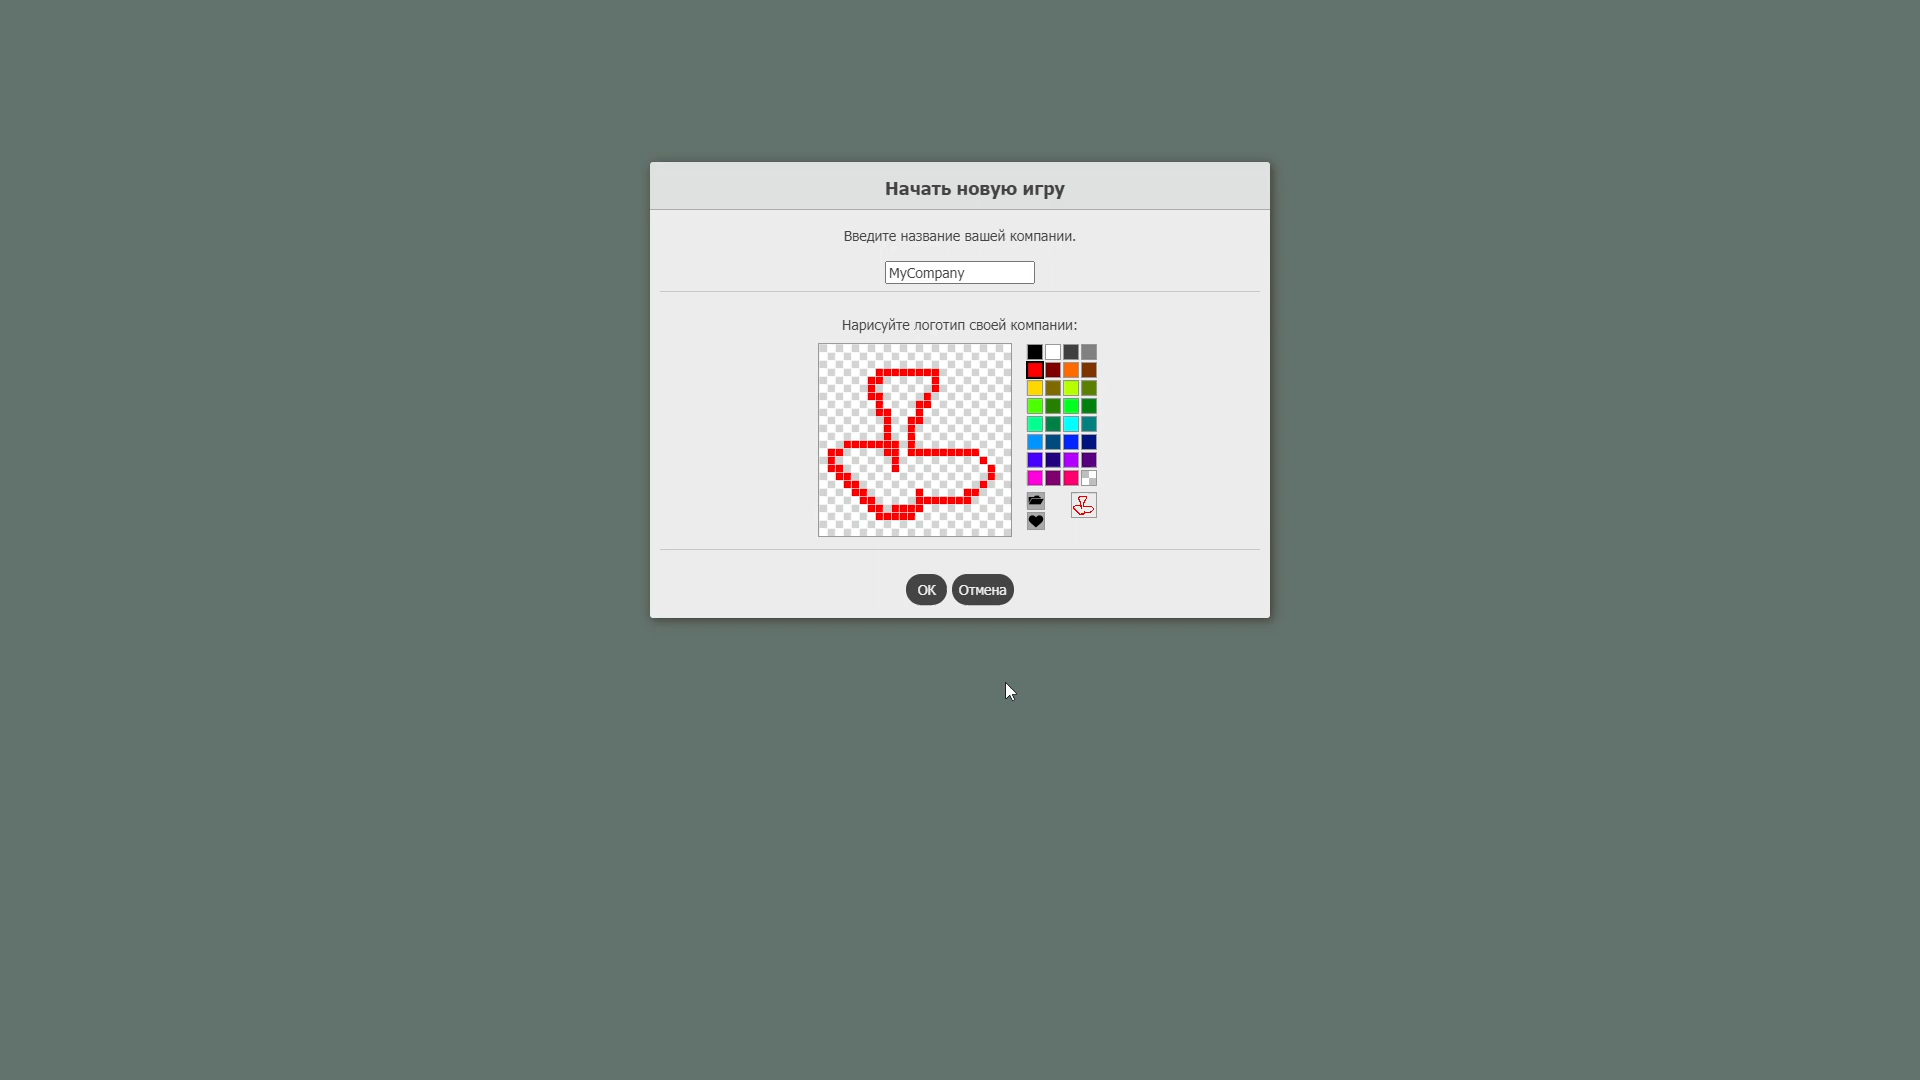 Начать новую игру
Введите название вашей компании.
MyCompany
Нарисуйте логотип своей компании:
OK Отмена